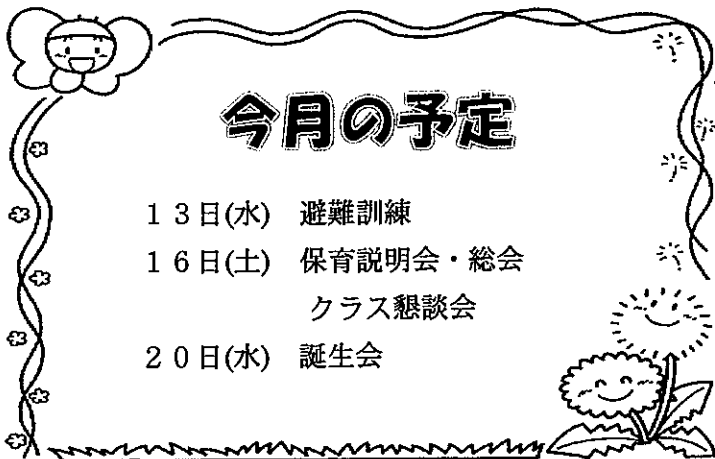 今月の予定
13日(水) 避難訓練
16日(土) 保育説明会・総会
クラス懇談会
20日(水) 誕生会